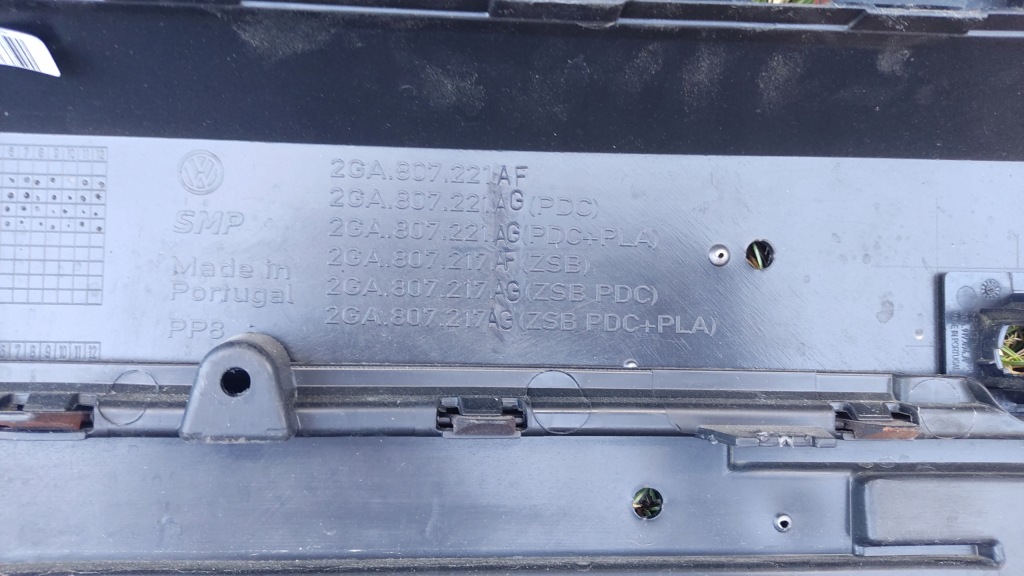 2GA.807.221.AF
2GA.807.221.AG (PDC)
2GA.807.221.AG (PDC+PLA)
2GA.807.217.AF (ZSB)
2GA.807.217.AG (ZSB PDC)
2GA.807.217.AG (ZSB PDC+PLA)
SMP
Made in
Portugal
PP8